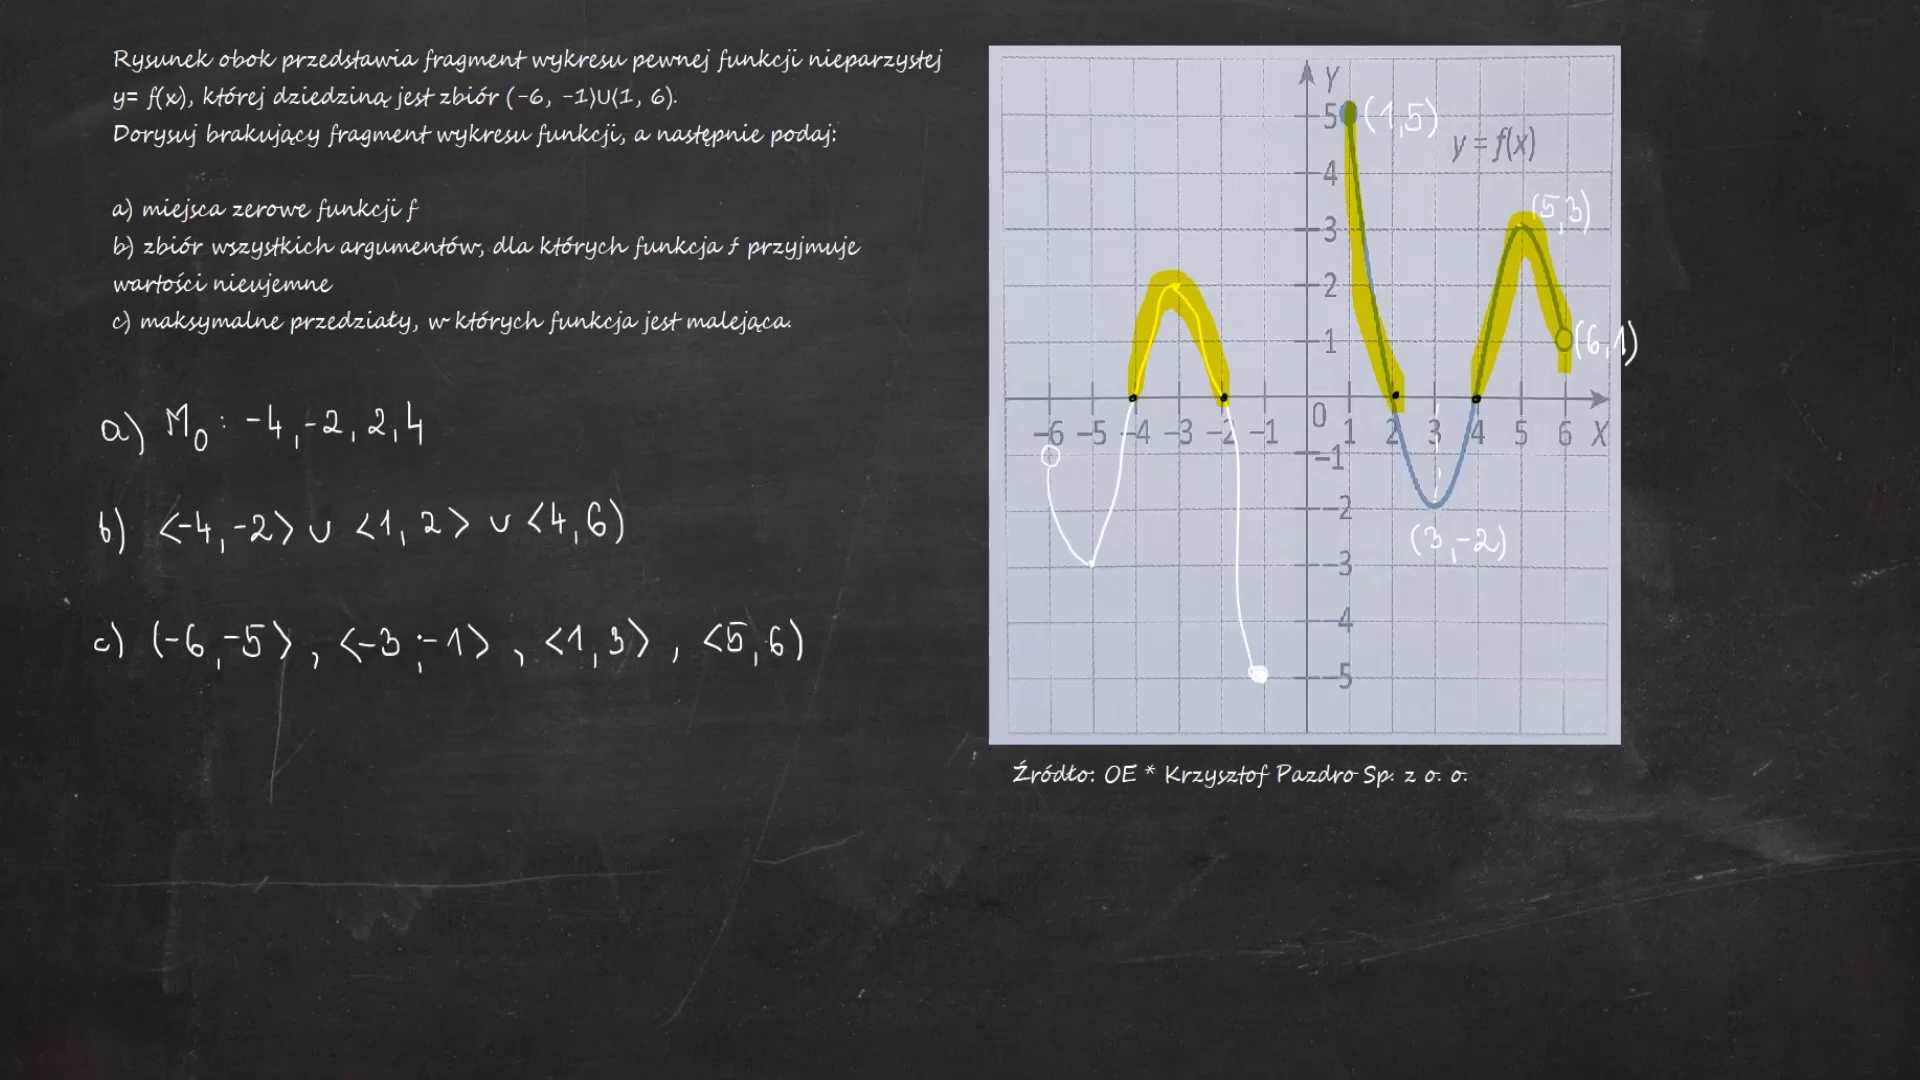 Rysunek obok przedstawia fragment wykresu pewnej funkcji nieparzystej
y= f(x), której dziedziną jest zbiór (-6, -1⟩U⟨1, 6).
Dorysuj brakujący fragment wykresu funkcji, a następnie podaj:
a) miejsca zerowe funkcji f
b) zbiór wszystkich argumentów, dla których funkcja f przyjmuje
wartości nieujemne
c) maksymalne przedziały, w których funkcja jest malejąca.
a) M₀ : -4, -2, 2, 4
b) <-4, -2> ∪ <1, 2> ∪ <4, 6)
c) (-6, -5>, <-3; -1>, <1, 3>, <5, 6)
Y
5 (1,5)
y = f(x)
4
(5,3)
3
2
1 (6,1)
0
-6 -5 -4 -3 -2 -1 1 2 3 4 5 6 X
-1
-2
(3,-2)
-3
-4
-5
Źródło: OE * Krzysztof Pazdro Sp. z o. o.